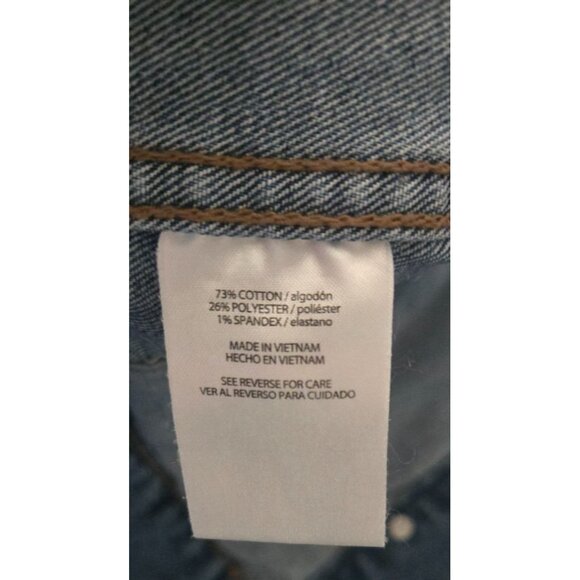 73% COTTON / algodón
26% POLYESTER / poliéster
1% SPANDEX / elastano
MADE IN VIETNAM
HECHO EN VIETNAM
SEE REVERSE FOR CARE
VER AL REVERSO PARA CUIDADO